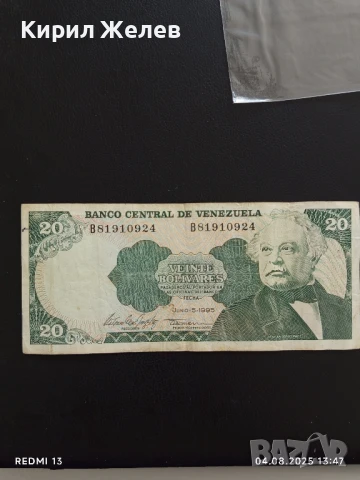 Кирил Желев
20
BANCO CENTRAL DE VENEZUELA
20
B81910924
B81910924
VEINTE
BOLIVARES
FECHA
JUNIO-5-1995
20
REDMI 13
04.08.2025 13:47
BAZAR